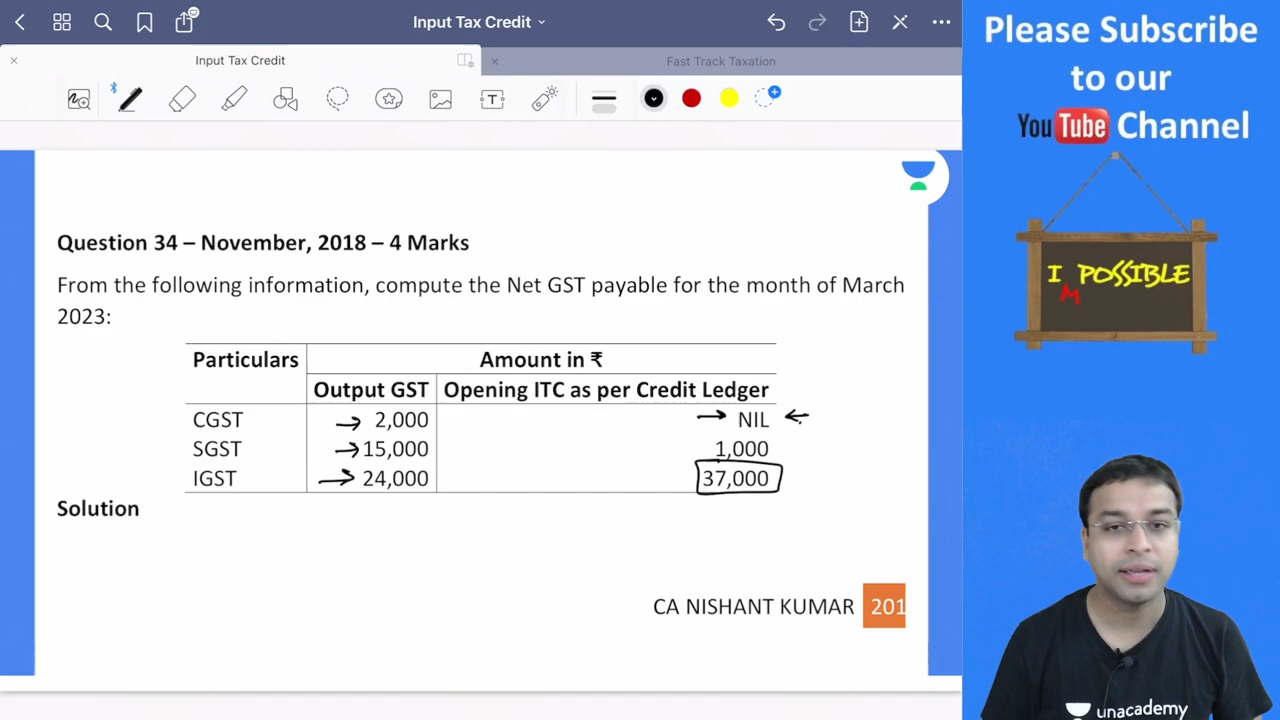 Input Tax Credit
Input Tax Credit
Fast Track Taxation
Question 34 – November, 2018 – 4 Marks
From the following information, compute the Net GST payable for the month of March
2023:
Particulars Amount in ₹
Output GST Opening ITC as per Credit Ledger
CGST 2,000 NIL
SGST 15,000 1,000
IGST 24,000 37,000
Solution
CA NISHANT KUMAR 201
Please Subscribe
to our
YouTube Channel
I POSSIBLE
M
unacademy